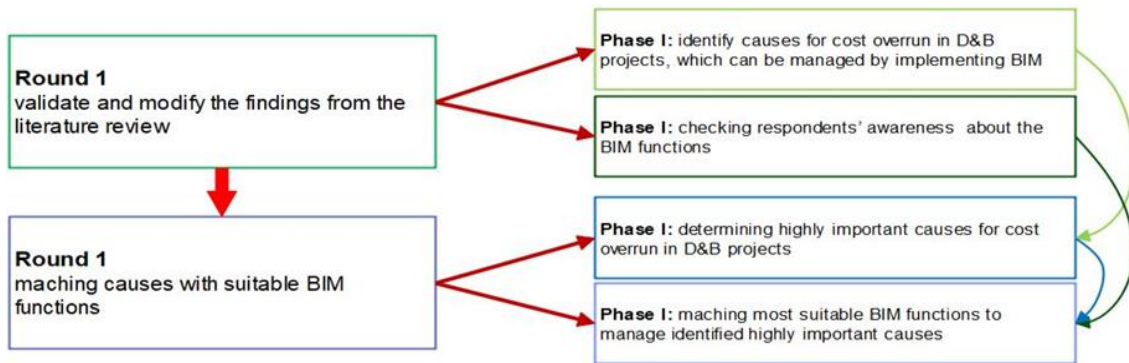 Round 1
validate and modify the findings from the
literature review
Phase I: identify causes for cost overrun in D&B
projects, which can be managed by implementing BIM
Phase I: checking respondents' awareness about the
BIM functions
Round 1
maching causes with suitable BIM
functions
Phase I: determining highly important causes for cost
overrun in D&B projects
Phase I: maching most suitable BIM functions to
manage identified highly important causes